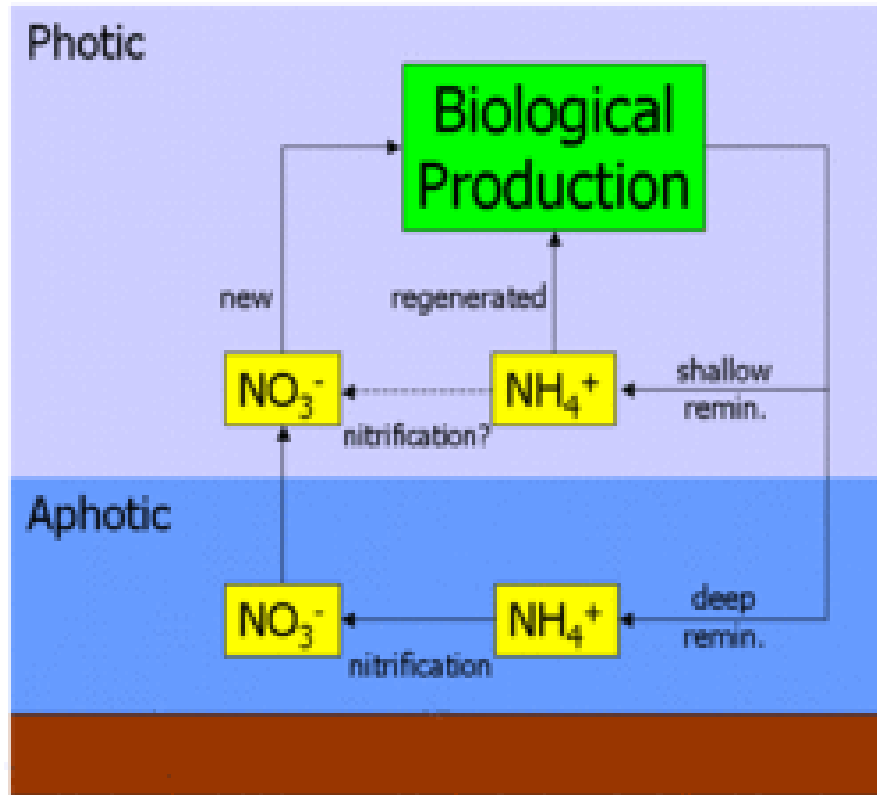 Photic
Biological
Production
new
regenerated
NO₃⁻
NH₄⁺
shallow
remin.
nitrification?
Aphotic
NO₃⁻
NH₄⁺
deep
remin.
nitrification